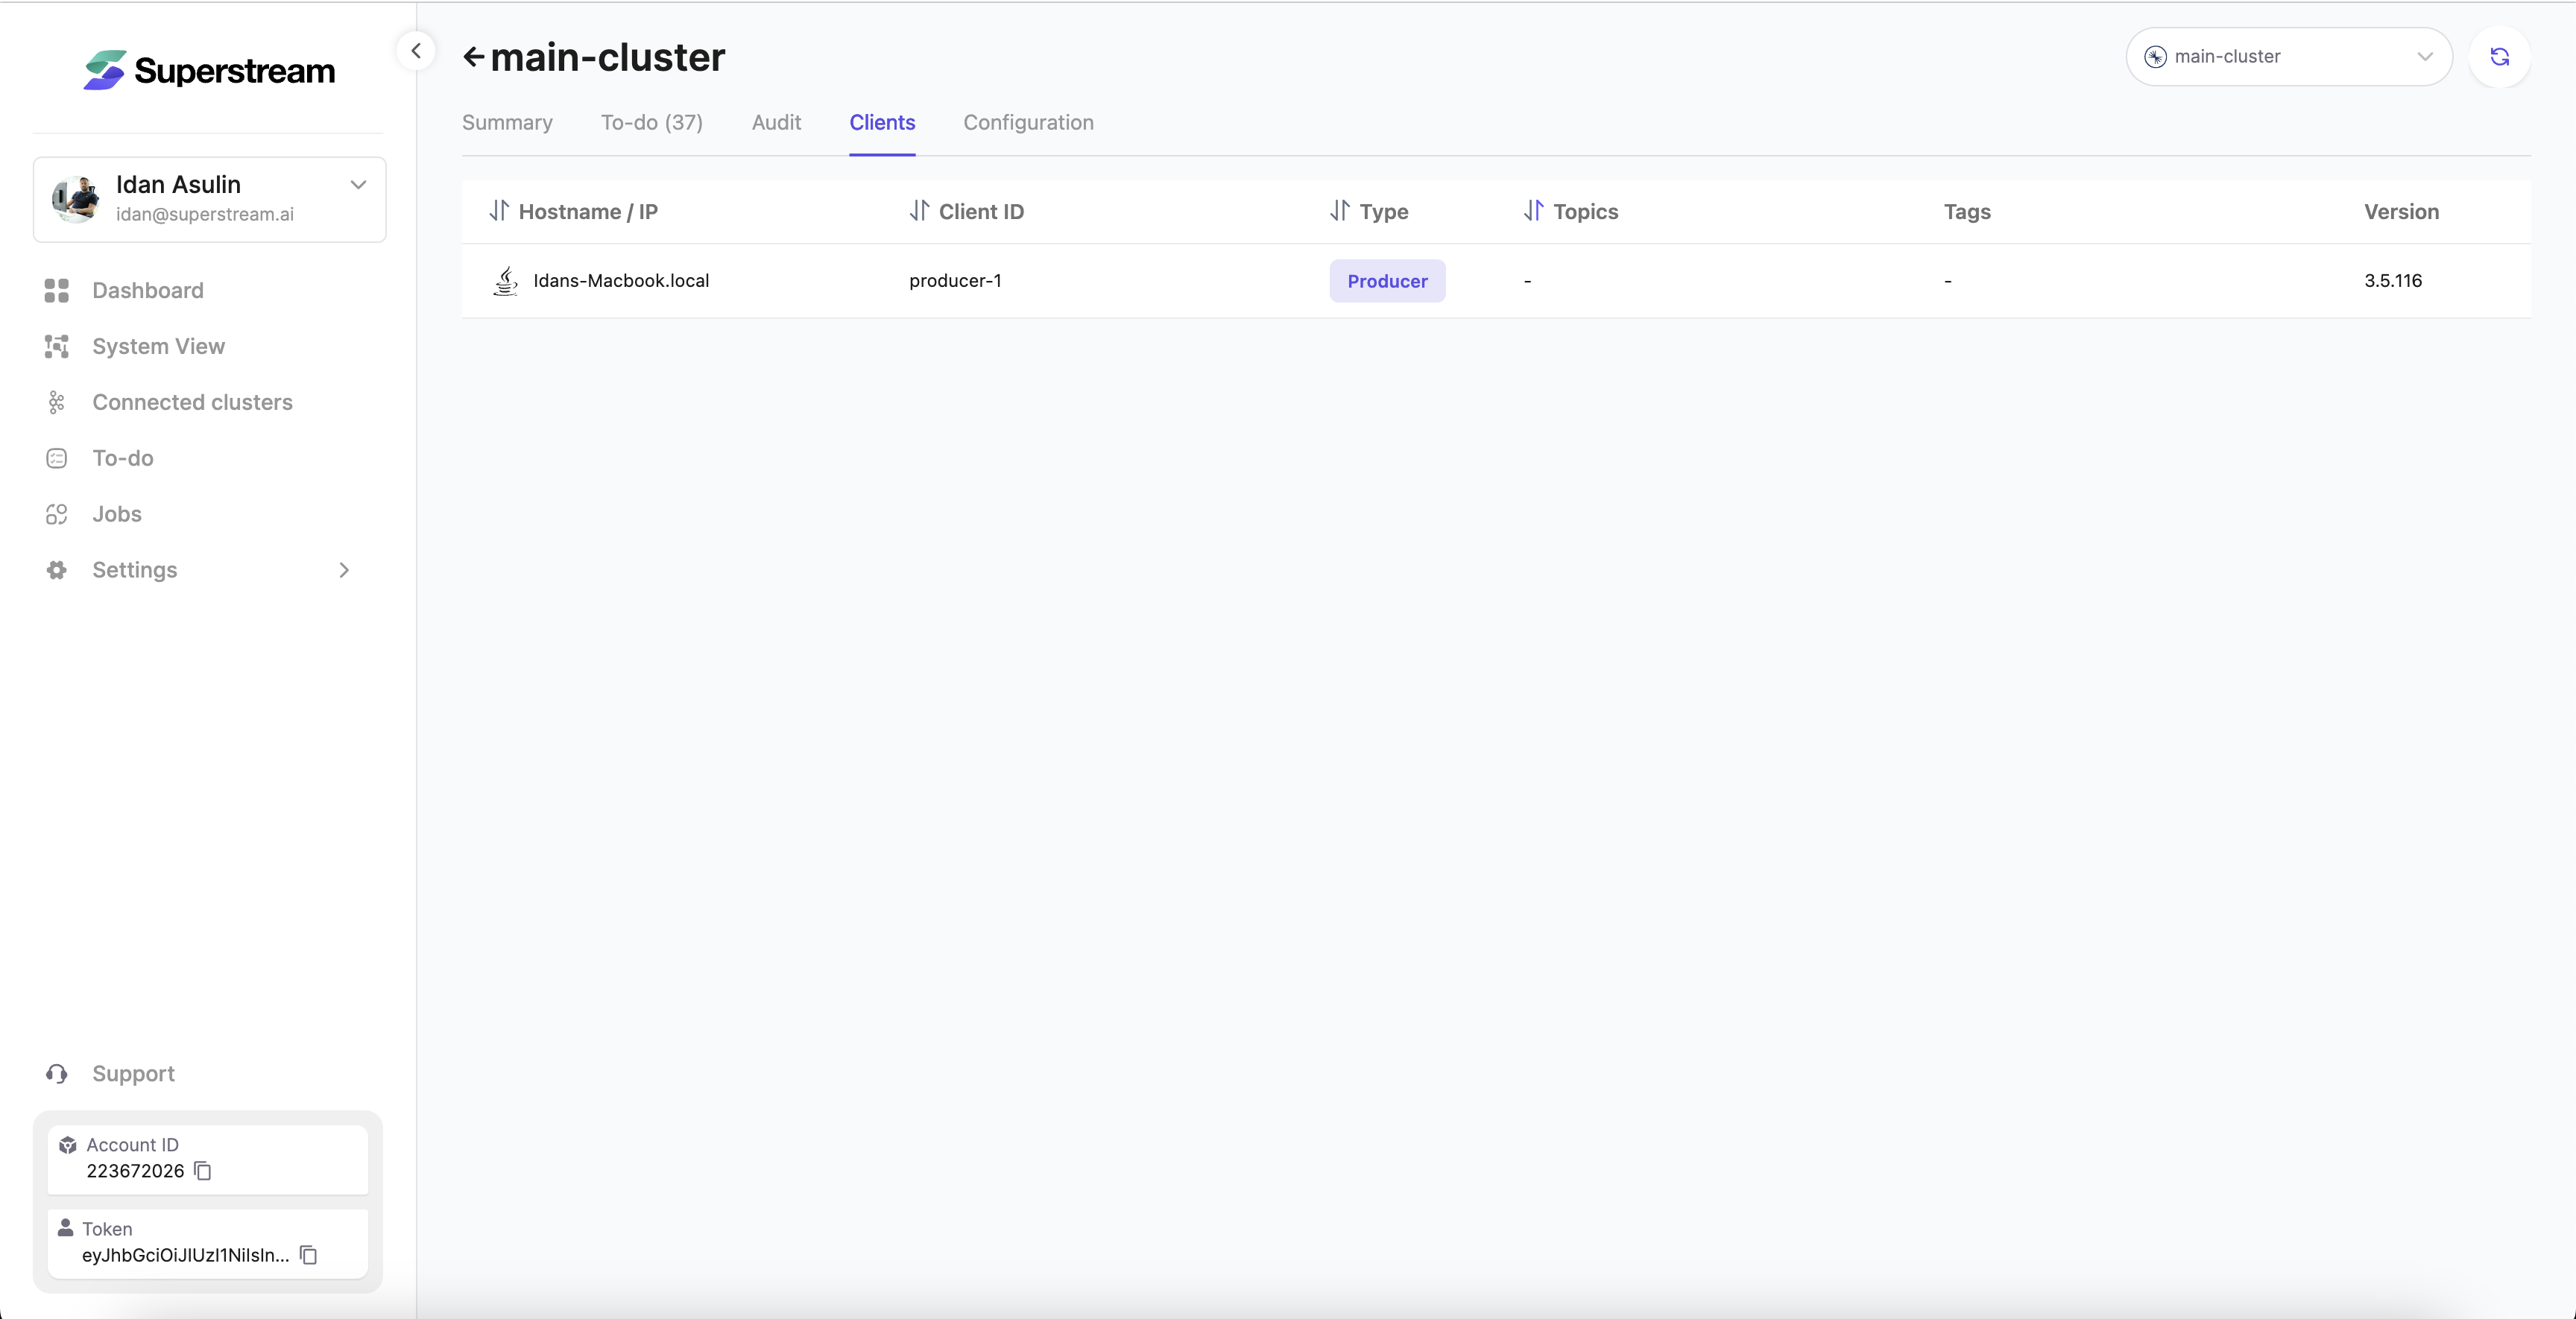 Superstream
Idan Asulin
idan@superstream.ai
Dashboard
System View
Connected clusters
To-do
Jobs
Settings
Support
Account ID
223672026
Token
eyJhbGciOiJIUzI1NiIsIn...
main-cluster
main-cluster
Summary To-do (37) Audit Clients Configuration
Hostname / IP Client ID Type Topics Tags Version
Idans-Macbook.local producer-1 Producer - - 3.5.116